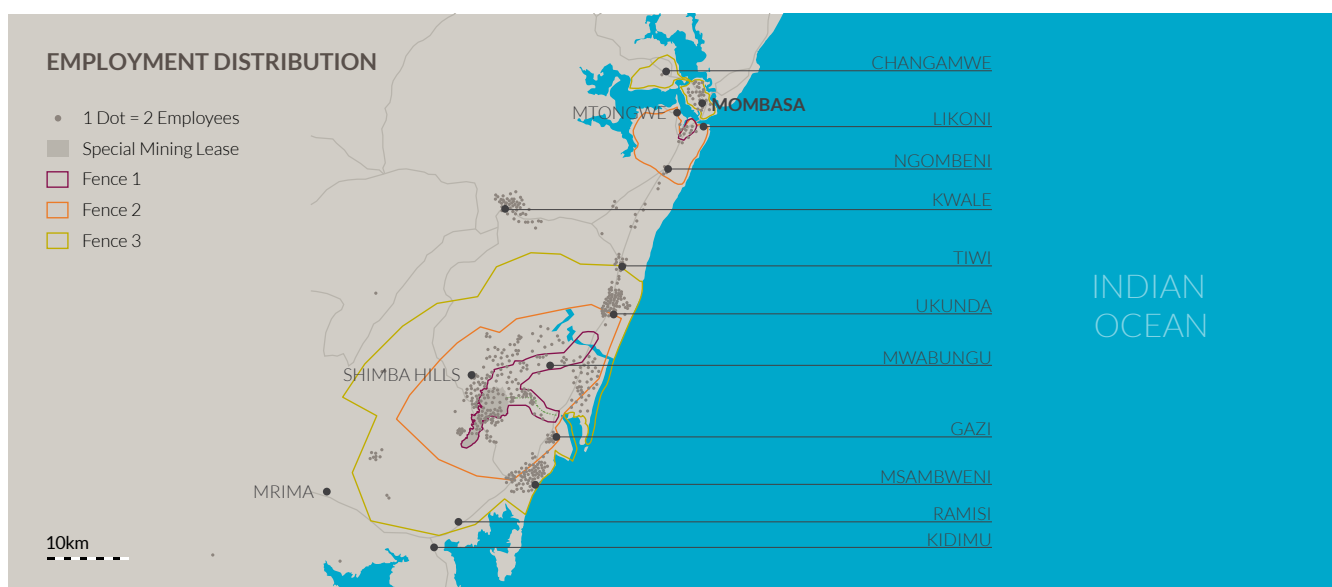 EMPLOYMENT DISTRIBUTION
1 Dot = 2 Employees
Special Mining Lease
Fence 1
Fence 2
Fence 3
CHANGAMWE
MTONGWE
MOMBASA
LIKONI
NGOMBENI
KWALE
TIWI
UKUNDA
MWABUNGU
SHIMBA HILLS
GAZI
MSAMBWENI
MRIMA
RAMISI
KIDIMU
INDIAN
OCEAN
10km